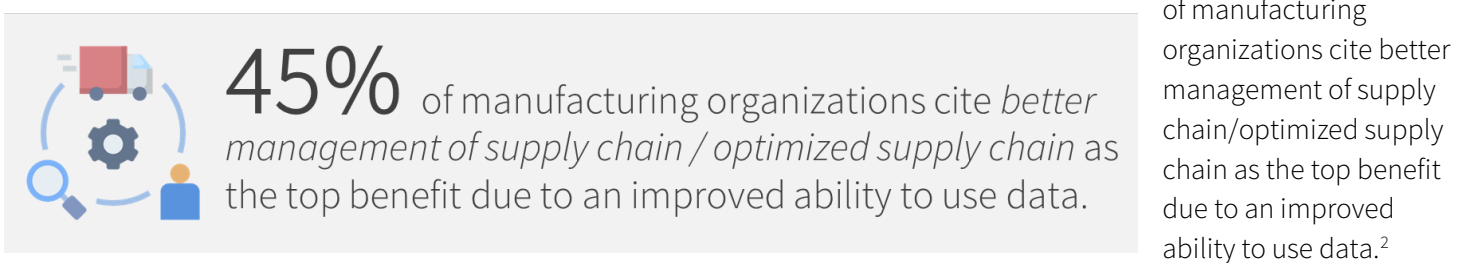 45% of manufacturing organizations cite better
management of supply chain / optimized supply chain as
the top benefit due to an improved ability to use data.
of manufacturing
organizations cite better
management of supply
chain/optimized supply
chain as the top benefit
due to an improved
ability to use data.2